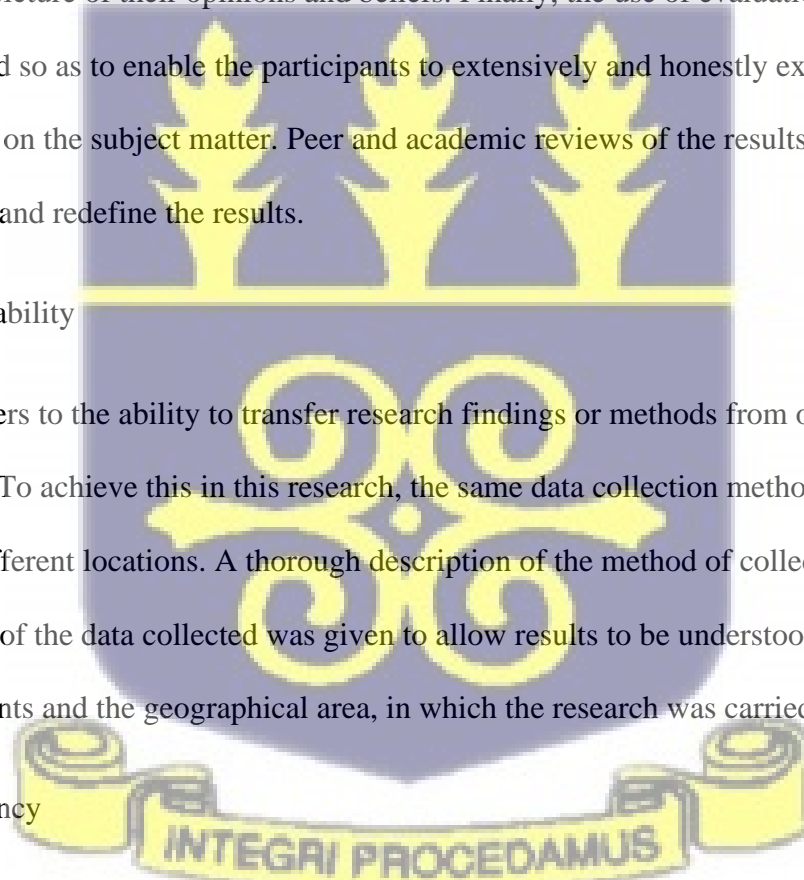 picture of their opinions and beliefs. Finally, the use of evaluation
d so as to enable the participants to extensively and honestly ex
on the subject matter. Peer and academic reviews of the results
and redefine the results.
ability
ers to the ability to transfer research findings or methods from o
To achieve this in this research, the same data collection metho
fferent locations. A thorough description of the method of collec
of the data collected was given to allow results to be understoo
nts and the geographical area, in which the research was carried
ncy
INTEGRI PROCEDAMUS